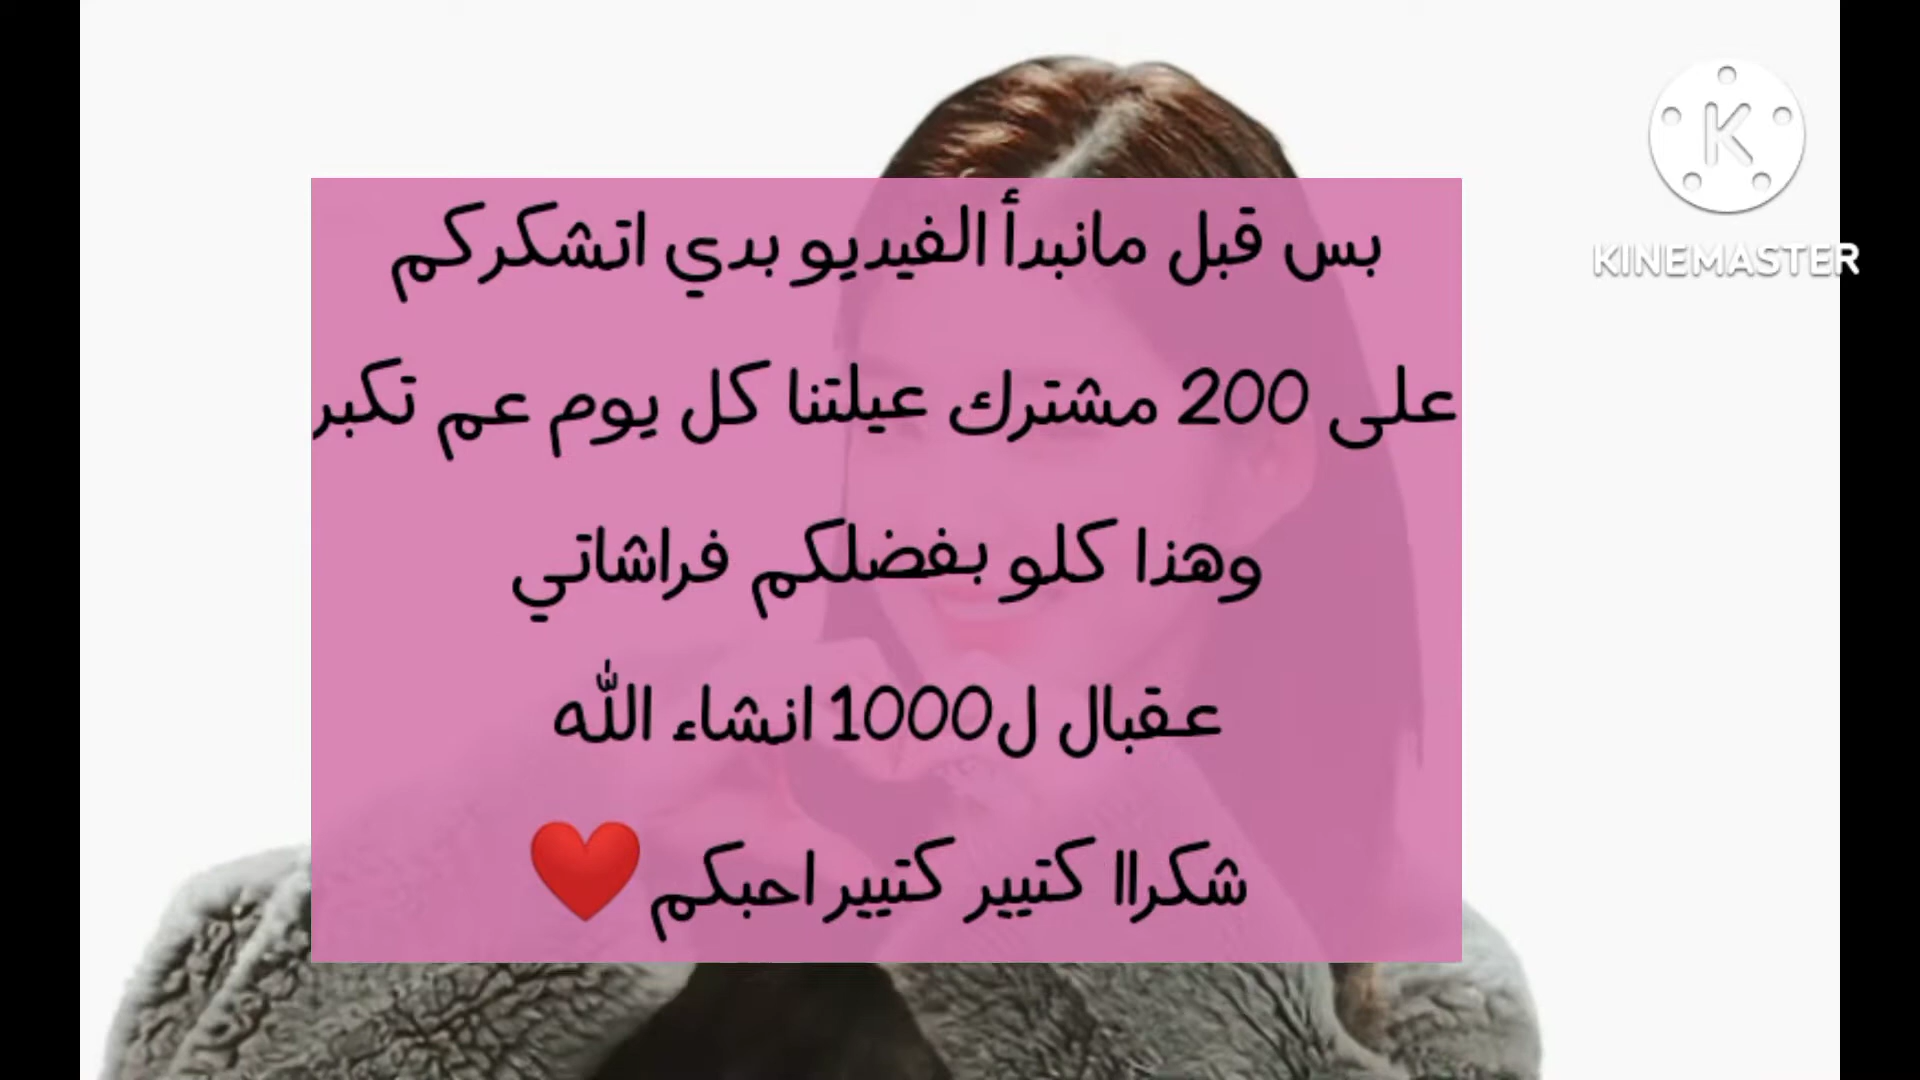 بس قبل مانبدأ الفيديو بدي اتشكركم
على 200 مشترك عيلتنا كل يوم عم تكبر
وهذا كلو بفضلكم فراشاتي
عقبال ل1000 انشاء الله
شكراا كتيير كتيير احبكم ❤️
KINEMASTER